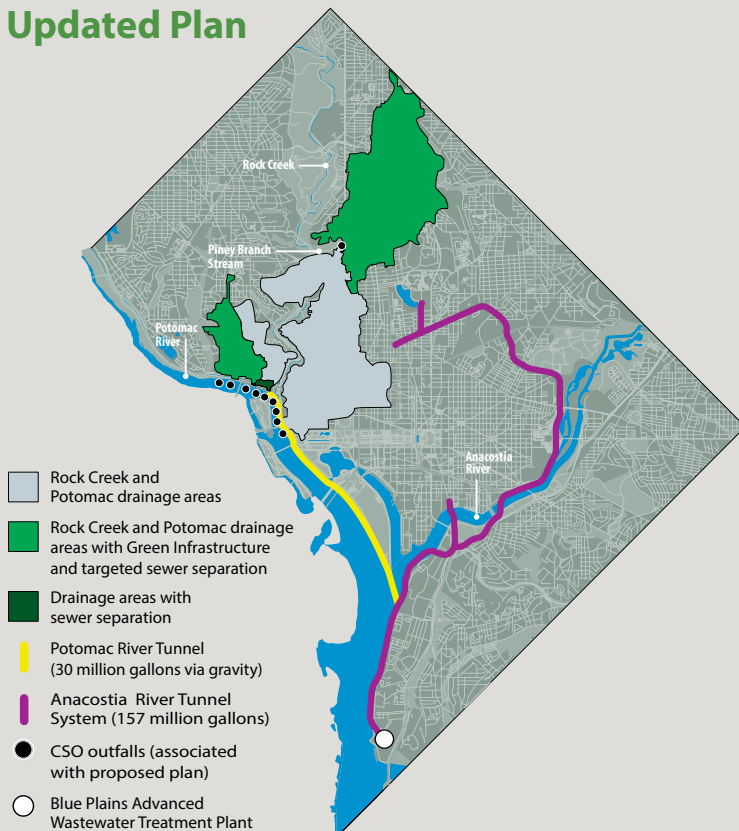 Updated Plan
Rock Creek
Piney Branch
Stream
Potomac
River
Anacostia
River
Rock Creek and
Potomac drainage areas
Rock Creek and Potomac drainage
areas with Green Infrastructure
and targeted sewer separation
Drainage areas with
sewer separation
Potomac River Tunnel
(30 million gallons via gravity)
Anacostia River Tunnel
System (157 million gallons)
CSO outfalls (associated
with proposed plan)
Blue Plains Advanced
Wastewater Treatment Plant